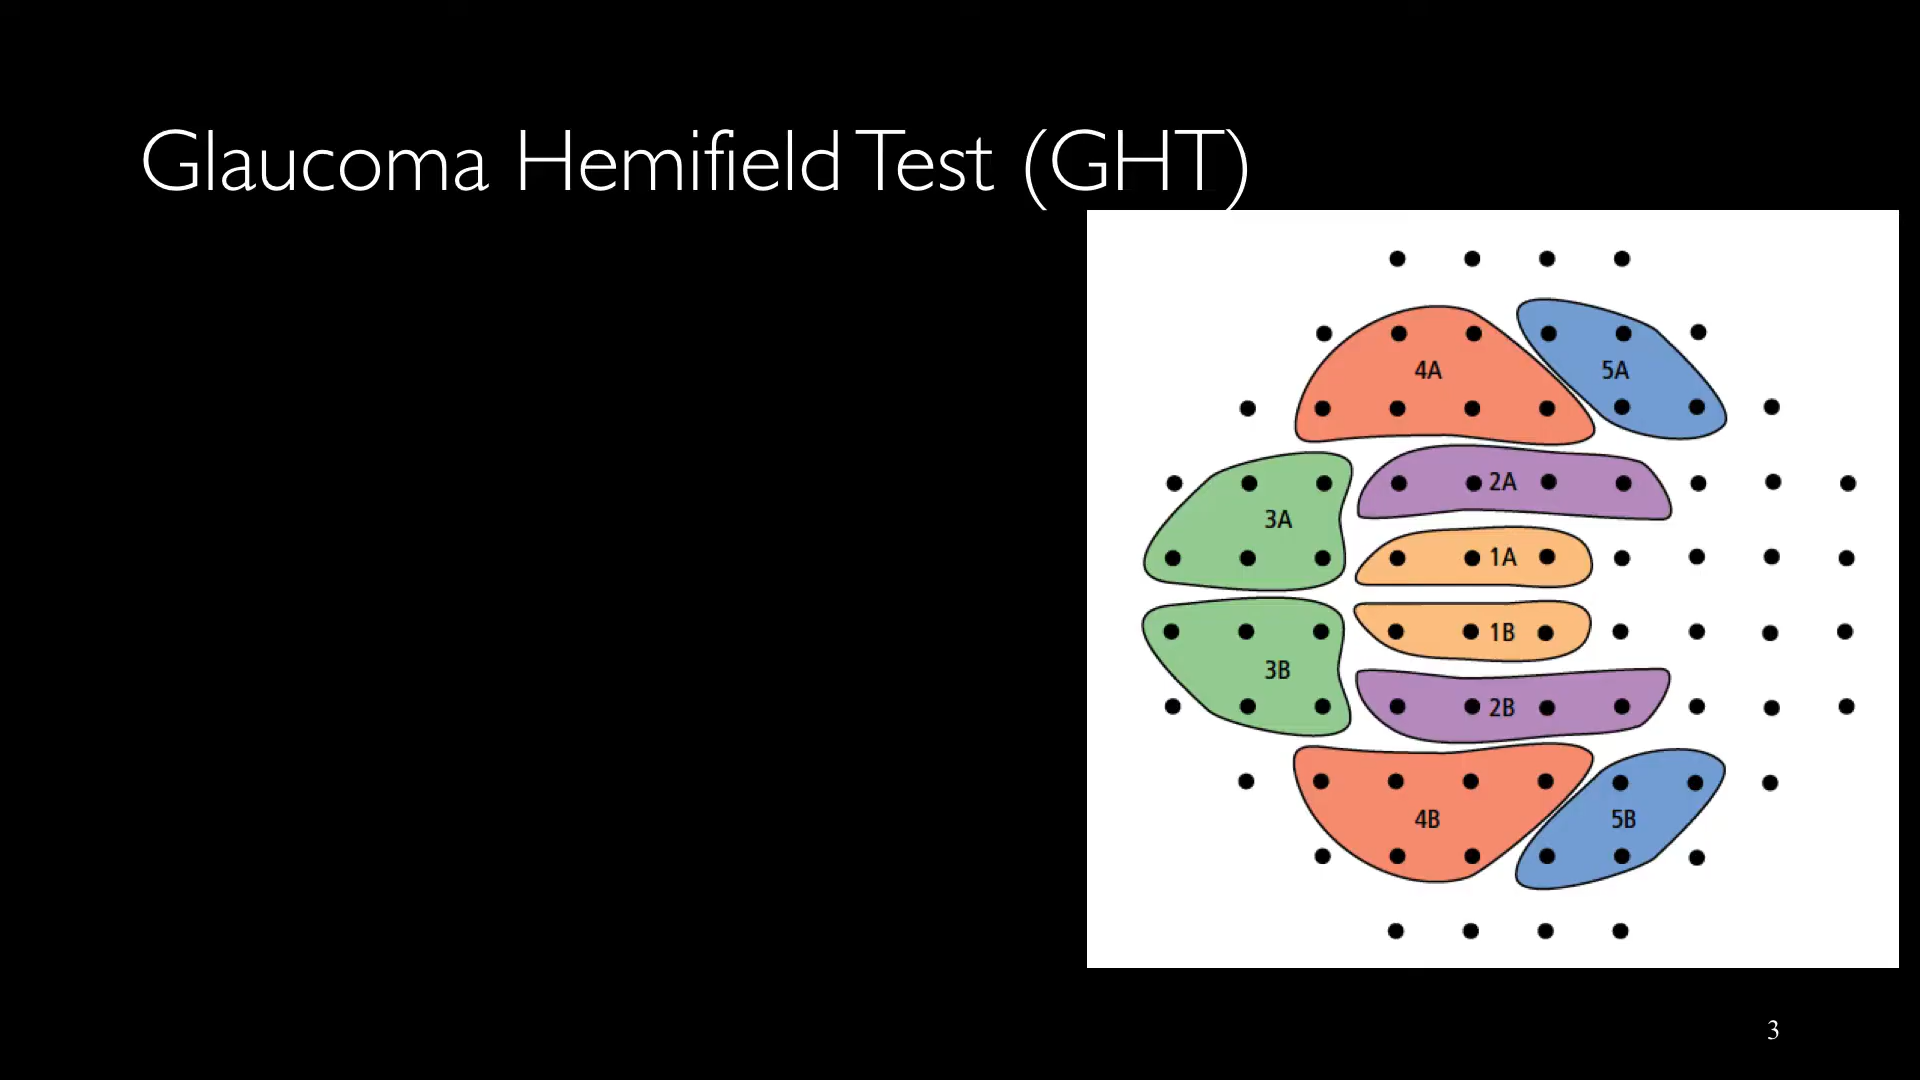 Glaucoma Hemifield Test (GHT)
4A
5A
2A
3A
1A
1B
3B
2B
4B
5B
3